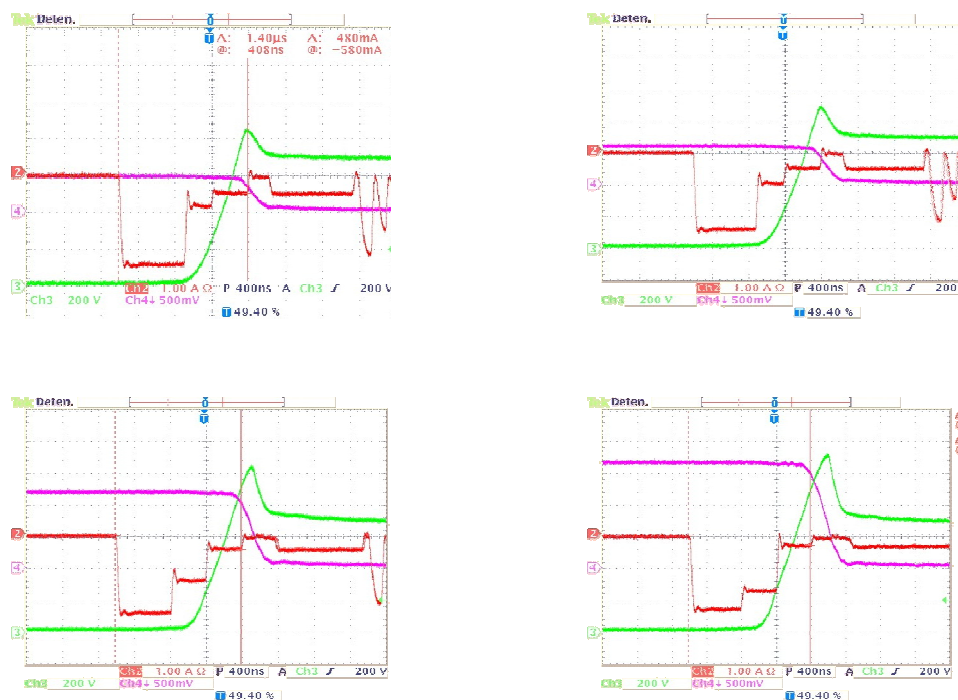 Tek Deten.
Δ: 1.40µs Δ: 480mA
@: 408ns @: -580mA
2
4
3
Ch2 1.00 A Ω P 400ns A Ch3 ʃ 200 V
Ch3 200 V Ch4↓ 500mV
T 49.40 %
Tek Deten.
2
4
3
Ch2 1.00 A Ω P 400ns A Ch3 ʃ 200
Ch3 200 V Ch4↓ 500mV
T 49.40 %
Tek Deten.
2
4
3
Ch2 1.00 A Ω P 400ns A Ch3 ʃ 200 V
Ch3 200 V Ch4↓ 500mV
T 49.40 %
Tek Deten.
2
4
3
Ch2 1.00 A Ω P 400ns A Ch3 ʃ 200 V
Ch3 200 V Ch4↓ 500mV
T 49.40 %